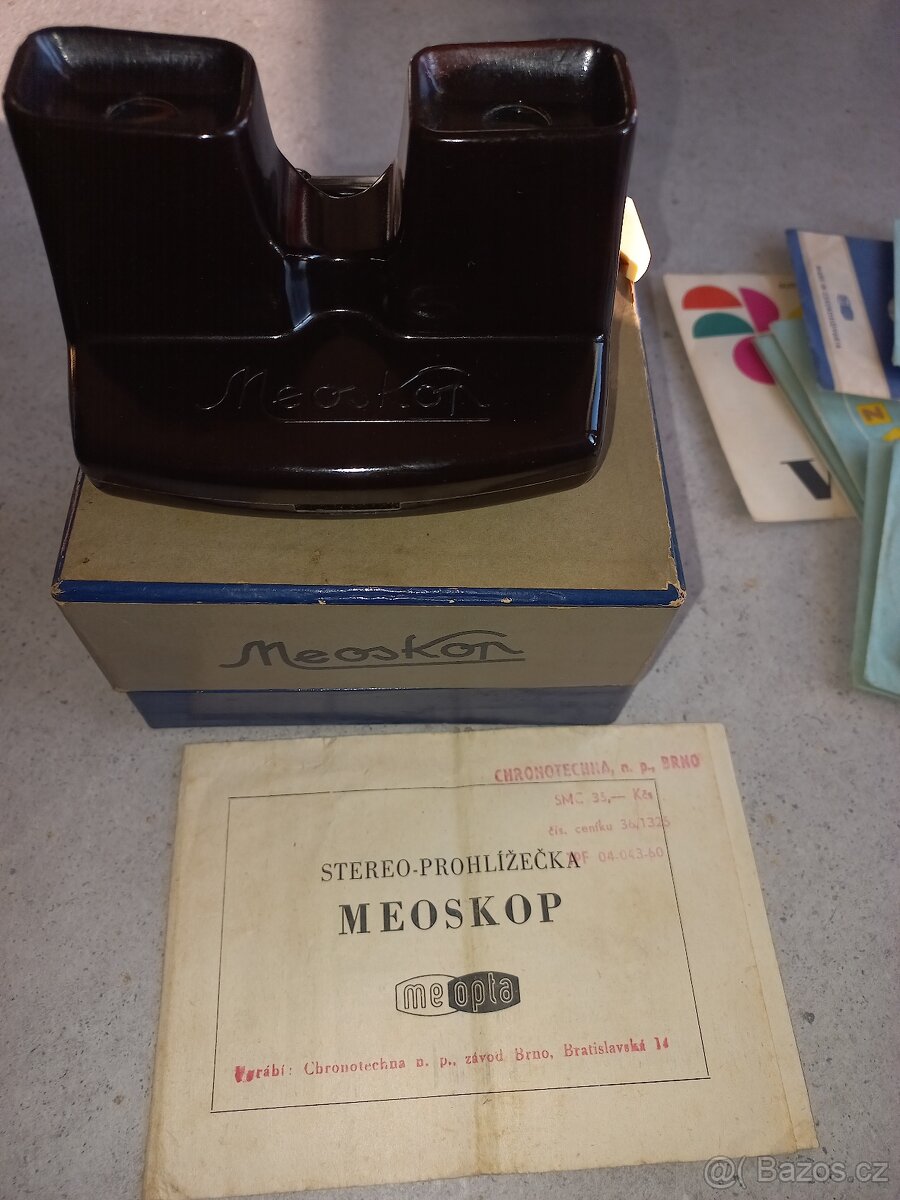 Meoskop
Meoskop
CHRONOTECHNA, n. p., BRNO
SMC 35,— Kčs
čís. ceníku 36/1325
JPF 04-043-60
STEREO-PROHLÍŽEČKA
MEOSKOP
meopta
Vyrábí: Chronotechna n. p., závod Brno, Bratislavská 14
Z
V
@( Bazos.cz